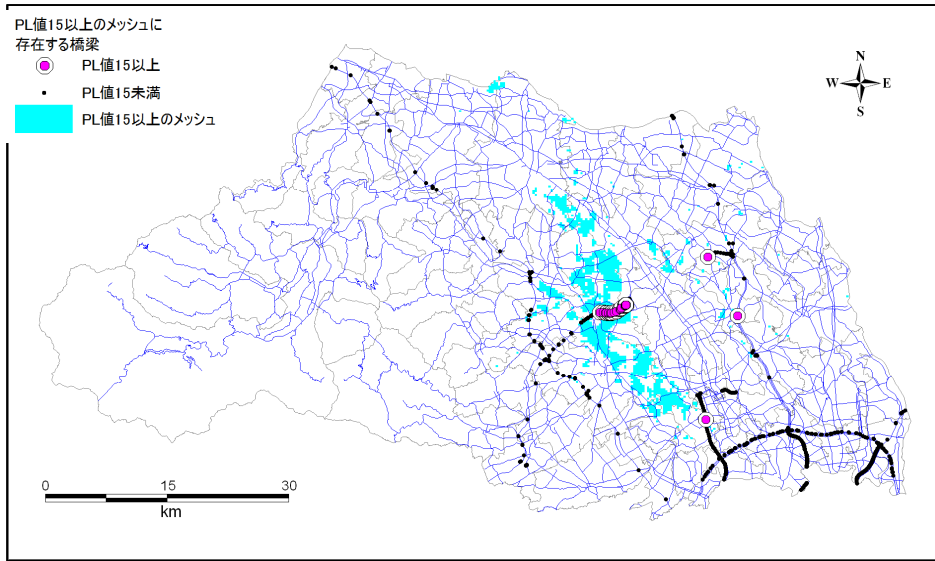 PL値15以上のメッシュに
存在する橋梁
PL値15以上
PL値15未満
PL値15以上のメッシュ
N
W E
S
0 15 30
km